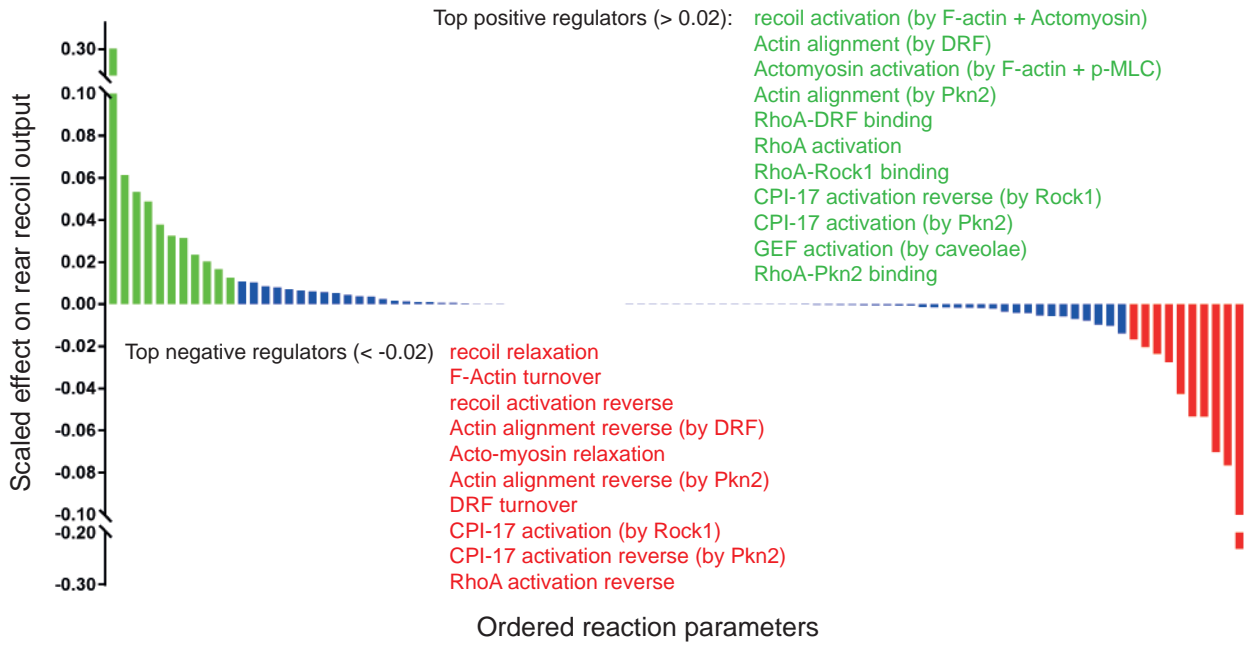 Top positive regulators (> 0.02):
recoil activation (by F-actin + Actomyosin)
Actin alignment (by DRF)
Actomyosin activation (by F-actin + p-MLC)
Actin alignment (by Pkn2)
RhoA-DRF binding
RhoA activation
RhoA-Rock1 binding
CPI-17 activation reverse (by Rock1)
CPI-17 activation (by Pkn2)
GEF activation (by caveolae)
RhoA-Pkn2 binding
Scaled effect on rear recoil output
0.30
0.10
0.08
0.06
0.04
0.02
0.00
-0.02
-0.04
-0.06
-0.08
-0.10
-0.20
-0.30
Top negative regulators (< -0.02)
recoil relaxation
F-Actin turnover
recoil activation reverse
Actin alignment reverse (by DRF)
Acto-myosin relaxation
Actin alignment reverse (by Pkn2)
DRF turnover
CPI-17 activation (by Rock1)
CPI-17 activation reverse (by Pkn2)
RhoA activation reverse
Ordered reaction parameters